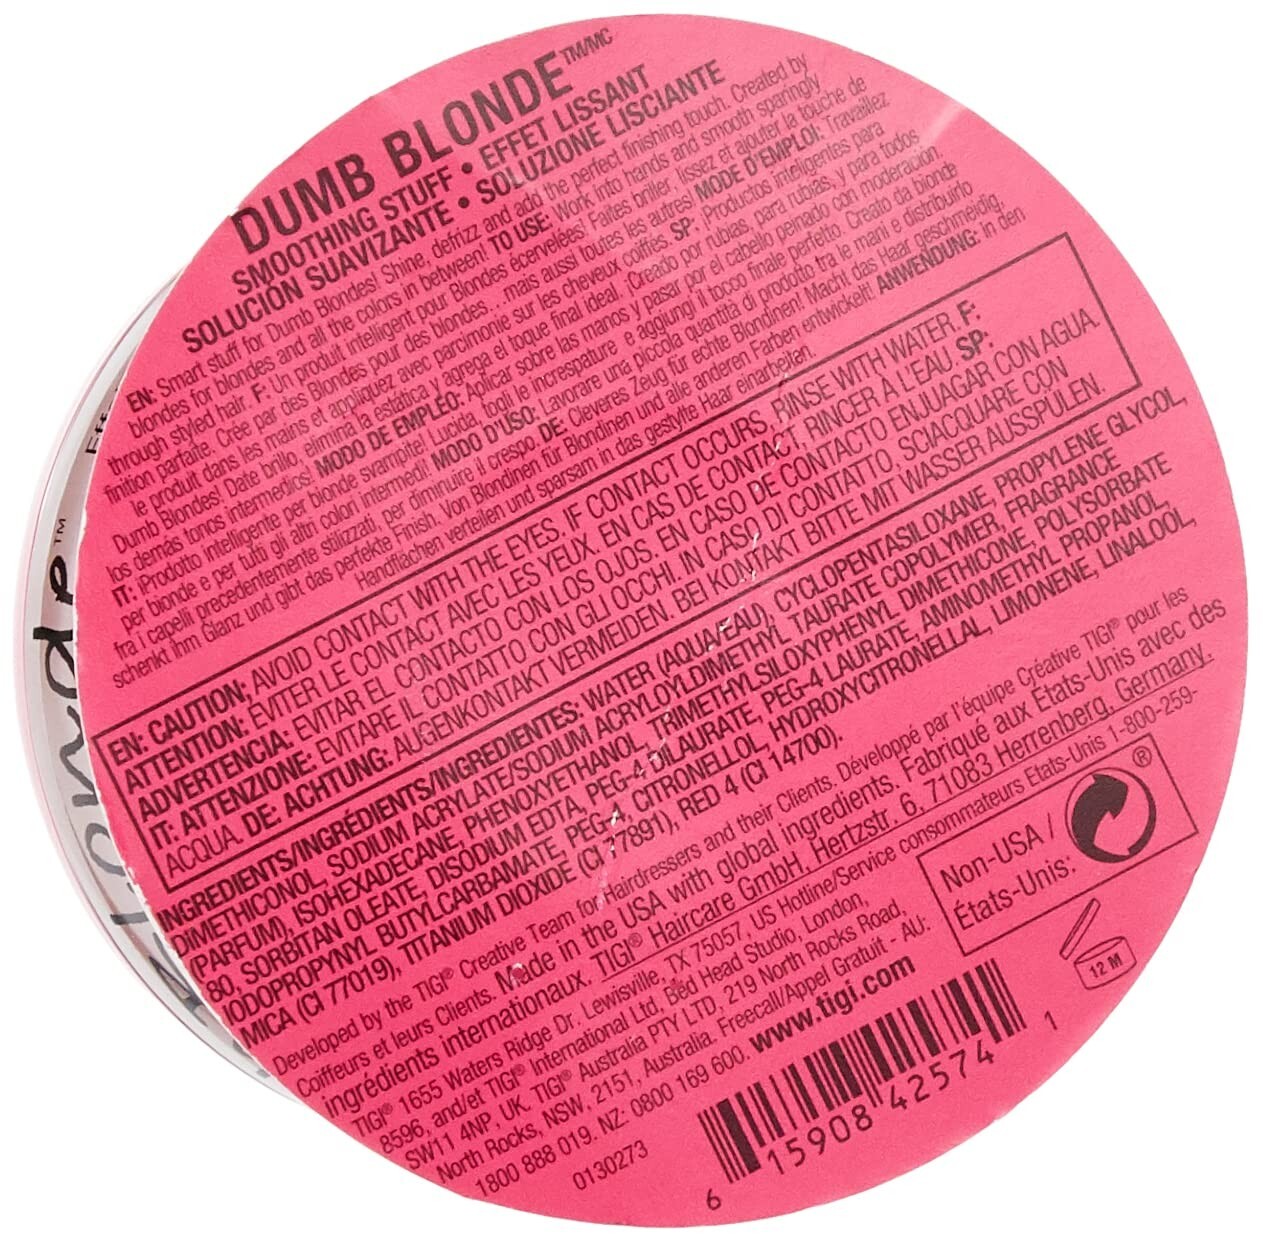 DUMB BLONDE™/MC
SMOOTHING STUFF • EFFET LISSANT
SOLUCION SUAVIZANTE • SOLUZIONE LISCIANTE
EN: Smart stuff for Dumb Blondes! Shine, defrizz and add the perfect finishing touch. Created by
blondes for blondes and all the colors in between! TO USE: Work into hands and smooth sparingly
through styled hair. F: Un produit intelligent pour Blondes écervelées! Faites briller, lissez et ajouter la touche de
finition parfaite. Crée par des Blondes pour des blondes...mais aussi toutes les autres! MODE D'EMPLOI: Travaillez
le produit dans les mains et appliquez avec parcimonie sur les cheveux coiffés. SP: ¡Productos inteligentes para
Dumb Blondes! Date brillo, elimina la estática y agrega el toque final ideal. ¡Creado por rubias, para rubias, y para todos
los demás tonos intermedios! MODO DE EMPLEO: Aplicar sobre las manos y pasar por el cabello peinado con moderación.
IT: ¡Prodotto intelligente per bionde svampite! Lucida, togli le increspature e aggiungi il tocco finale perfetto. Creato da bionde
per bionde e per tutti gli altri colori intermedi! MODO D'USO: Lavorare una piccola quantità di prodotto tra le mani e distribuirlo
fra i capelli precedentemente stilizzati, per diminuire il crespo. DE: Cleveres Zeug für echte Blondinen! Macht das Haar geschmeidig,
schenkt ihm Glanz und gibt das perfekte Finish. Von Blondinen für Blondinen und alle anderen Farben entwickelt! ANWENDUNG: In den
Handflächen verteilen und sparsam in das gestylte Haar einarbeiten.
EN: CAUTION: AVOID CONTACT WITH THE EYES. IF CONTACT OCCURS, RINSE WITH WATER. F:
ATTENTION: EVITER LE CONTACT AVEC LES YEUX. EN CAS DE CONTACT, RINCER À L'EAU. SP:
ADVERTENCIA: EVITAR EL CONTACTO CON LOS OJOS. EN CASO DE CONTACTO ENJUAGAR CON AGUA.
IT: ATTENZIONE: EVITARE IL CONTATTO CON GLI OCCHI. IN CASO DI CONTATTO, SCIACQUARE CON
ACQUA. DE: ACHTUNG: AUGENKONTAKT VERMEIDEN. BEI KONTAKT BITTE MIT WASSER AUSSPÜLEN.
INGREDIENTS/INGRÉDIENTES/INGREDIENTES: WATER (AQUA/EAU), CYCLOPENTASILOXANE, PROPYLENE GLYCOL,
DIMETHICONOL, SODIUM ACRYLATE/SODIUM ACRYLOYLDIMETHYL TAURATE COPOLYMER, FRAGRANCE
(PARFUM), ISOHEXADECANE, PHENOXYETHANOL, TRIMETHYLSILOXYPHENYL DIMETHICONE, POLYSORBATE
80, SORBITAN OLEATE, DISODIUM EDTA, PEG-4 DILAURATE, PEG-4 LAURATE, AMINOMETHYL PROPANOL,
IODOPROPYNYL BUTYLCARBAMATE, PEG-4, CITRONELLOL, HYDROXYCITRONELLAL, LIMONENE, LINALOOL,
MICA (CI 77019), TITANIUM DIOXIDE (CI 77891), RED 4 (CI 14700).
Developed by the TIGI® Creative Team for Hairdressers and their Clients. Développé par l'équipe Créative TIGI® pour les
Coiffeurs et leurs Clients. Made in the USA with global ingredients. Fabriqué aux États-Unis avec des
ingrédients internationaux. TIGI® Haircare GmbH, Hertzstr. 6, 71083 Herrenberg, Germany.
TIGI® 1655 Waters Ridge Dr. Lewisville, TX 75057, US Hotline/Service consommateurs Etats-Unis 1-800-259-
8596, and/et TIGI® International Ltd, Bed Head Studio, London,
SW11 4NP, UK. TIGI® Australia PTY LTD, 219 North Rocks Road,
North Rocks, NSW, 2151, Australia. Freecall/Appel Gratuit - AU:
1800 888 019. NZ: 0800 169 600. www.tigi.com
0130273
Non-USA /
États-Unis:
®
12 M
6 15908 42574 1
™